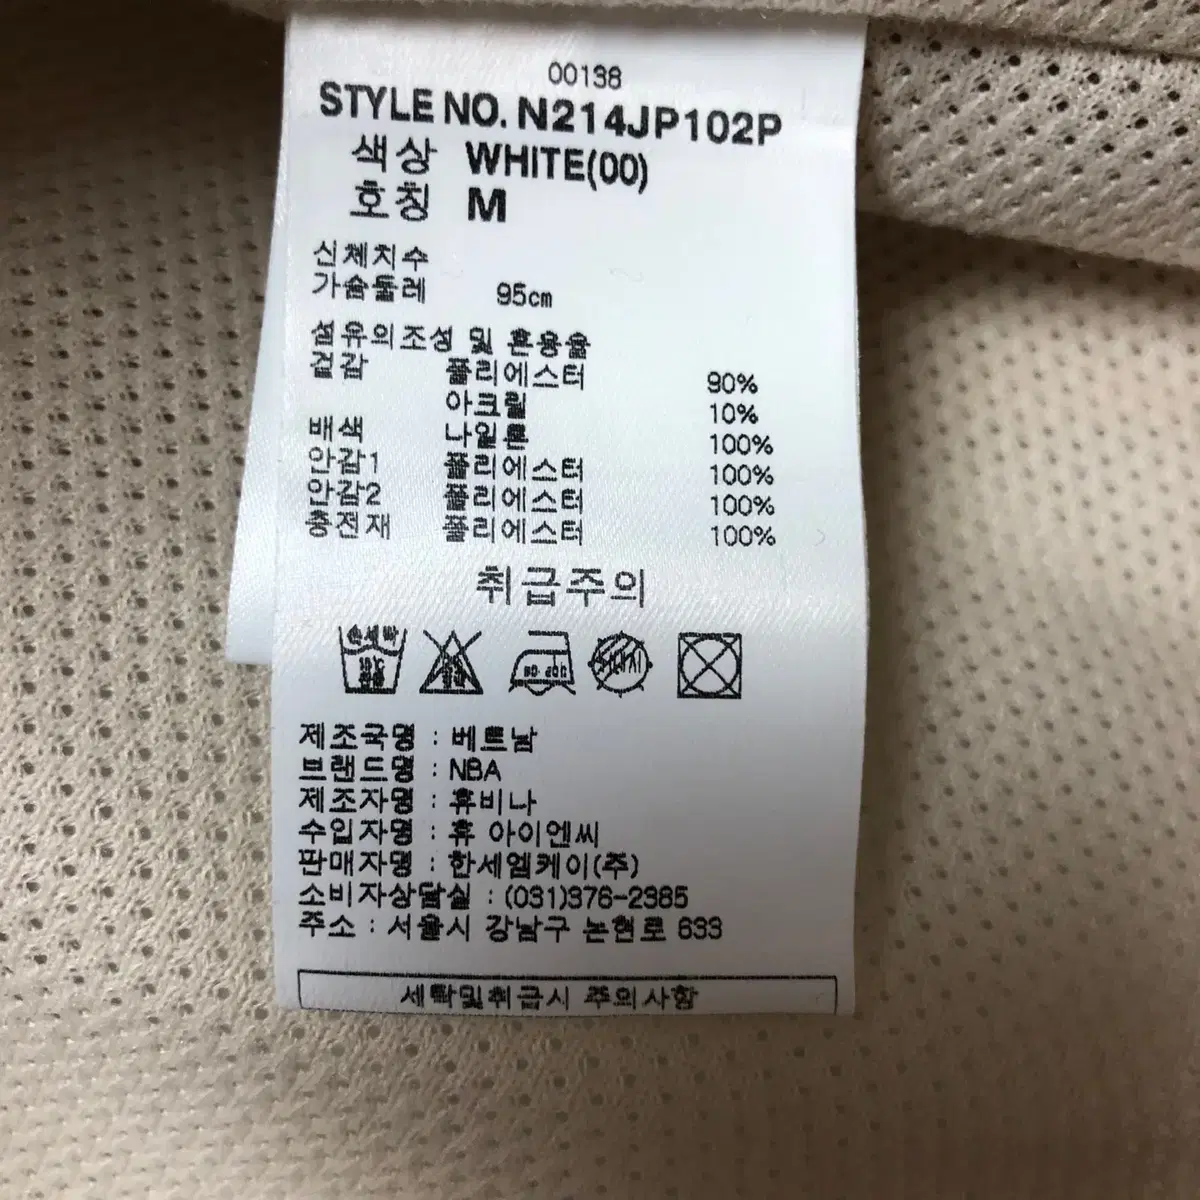 00138
STYLE NO. N214JP102P
색상 WHITE(00)
호칭 M
신체치수
가슴둘레 95cm
섬유의조성 및 혼용율
겉감 폴리에스터 90%
아크릴 10%
배색 나일론 100%
안감1 폴리에스터 100%
안감2 폴리에스터 100%
충전재 폴리에스터 100%
취급주의
손세탁
30℃
제조국명 : 베트남
브랜드명 : NBA
제조자명 : 휴비나
수입자명 : 휴 아이엔씨
판매자명 : 한세엠케이(주)
소비자상담실 : (031)376-2385
주소 : 서울시 강남구 논현로 633
세탁및취급시 주의사항